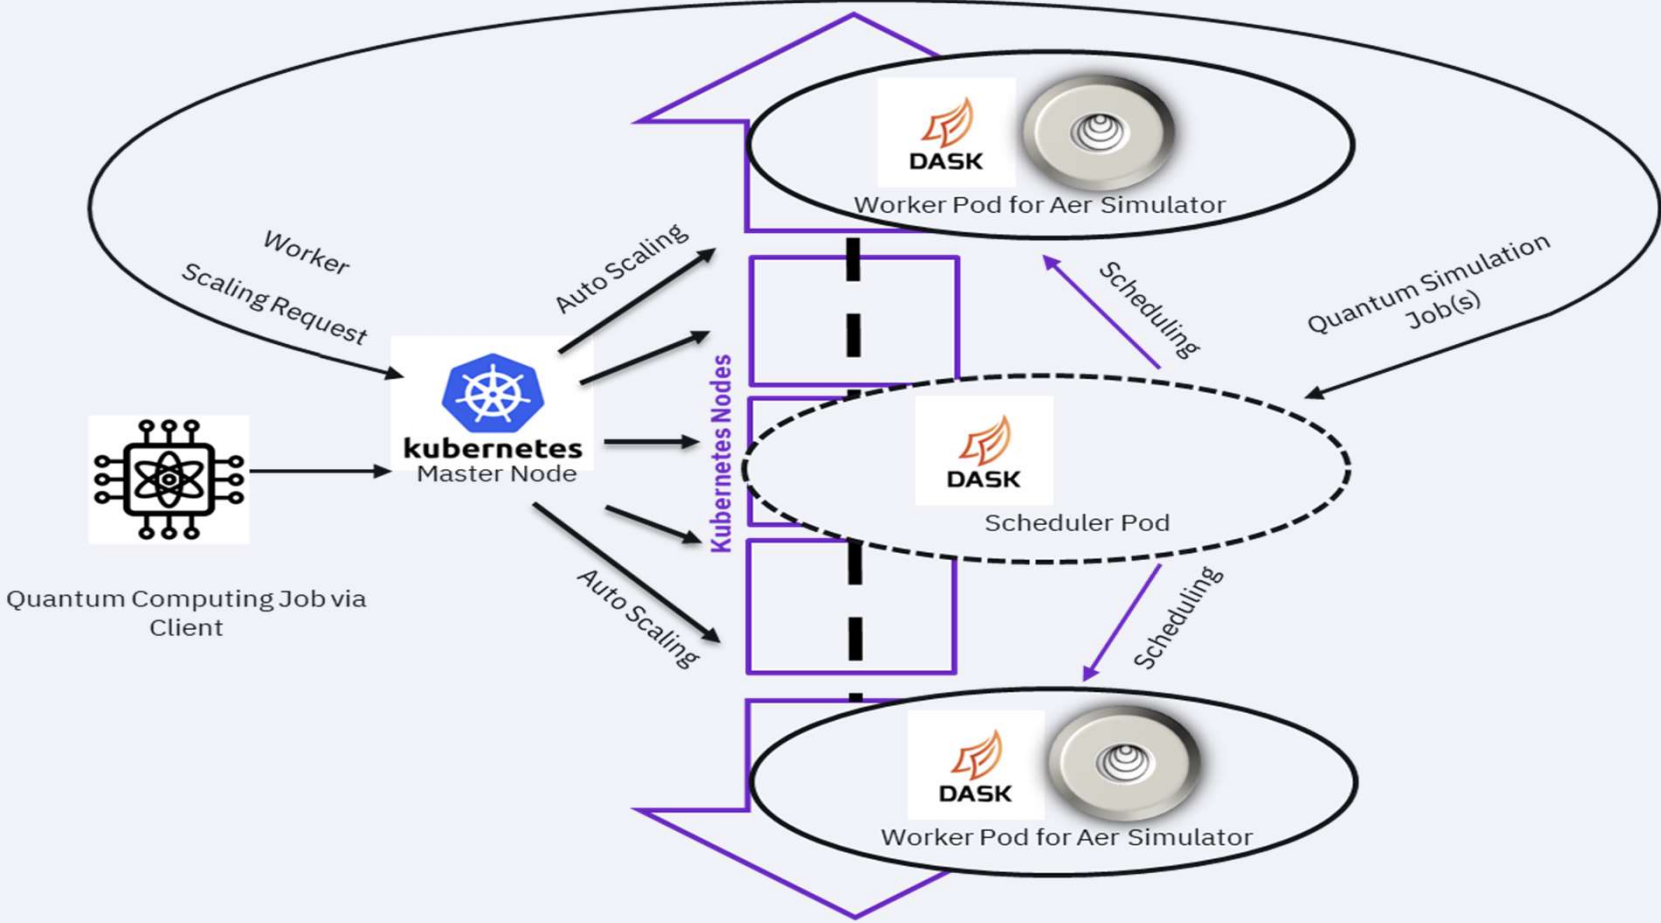 DASK
Worker Pod for Aer Simulator
Worker
Scaling Request
Auto Scaling
Scheduling
Quantum Simulation
Job(s)
kubernetes
Master Node
Kubernetes Nodes
DASK
Scheduler Pod
Quantum Computing Job via
Client
Auto Scaling
Scheduling
DASK
Worker Pod for Aer Simulator